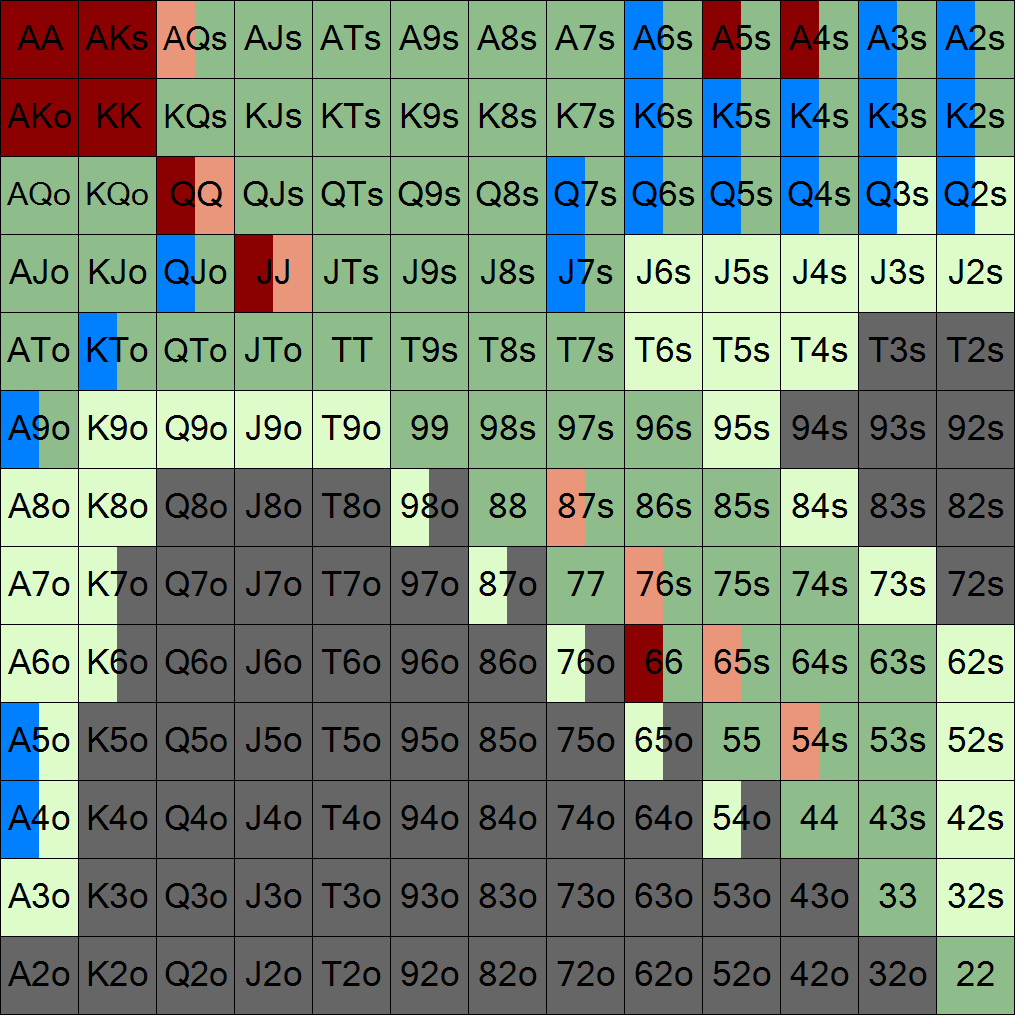 AA AKs AQs AJs ATs A9s A8s A7s A6s A5s A4s A3s A2s
AKo KK KQs KJs KTs K9s K8s K7s K6s K5s K4s K3s K2s
AQo KQo QQ QJs QTs Q9s Q8s Q7s Q6s Q5s Q4s Q3s Q2s
AJo KJo QJo JJ JTs J9s J8s J7s J6s J5s J4s J3s J2s
ATo KTo QTo JTo TT T9s T8s T7s T6s T5s T4s T3s T2s
A9o K9o Q9o J9o T9o 99 98s 97s 96s 95s 94s 93s 92s
A8o K8o Q8o J8o T8o 98o 88 87s 86s 85s 84s 83s 82s
A7o K7o Q7o J7o T7o 97o 87o 77 76s 75s 74s 73s 72s
A6o K6o Q6o J6o T6o 96o 86o 76o 66 65s 64s 63s 62s
A5o K5o Q5o J5o T5o 95o 85o 75o 65o 55 54s 53s 52s
A4o K4o Q4o J4o T4o 94o 84o 74o 64o 54o 44 43s 42s
A3o K3o Q3o J3o T3o 93o 83o 73o 63o 53o 43o 33 32s
A2o K2o Q2o J2o T2o 92o 82o 72o 62o 52o 42o 32o 22